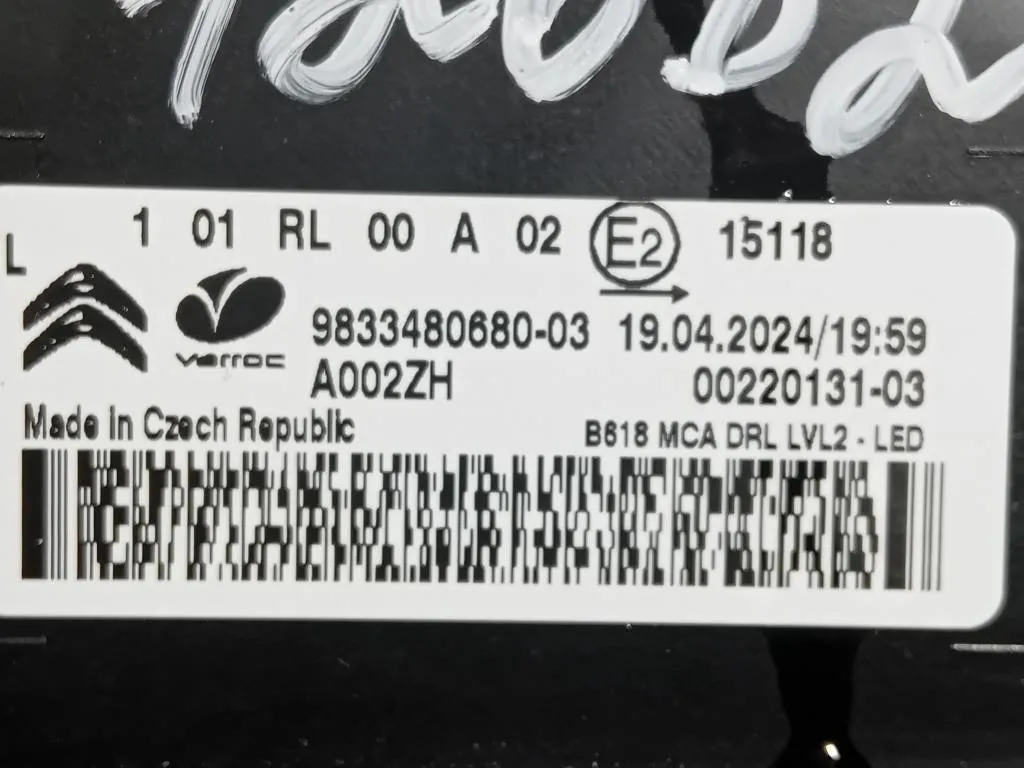 L 1 01 RL 00 A 02 E2 15118
varroc
9833480680-03 19.04.2024/19:59
A002ZH 00220131-03
Made in Czech Republic B618 MCA DRL LVL2 - LED